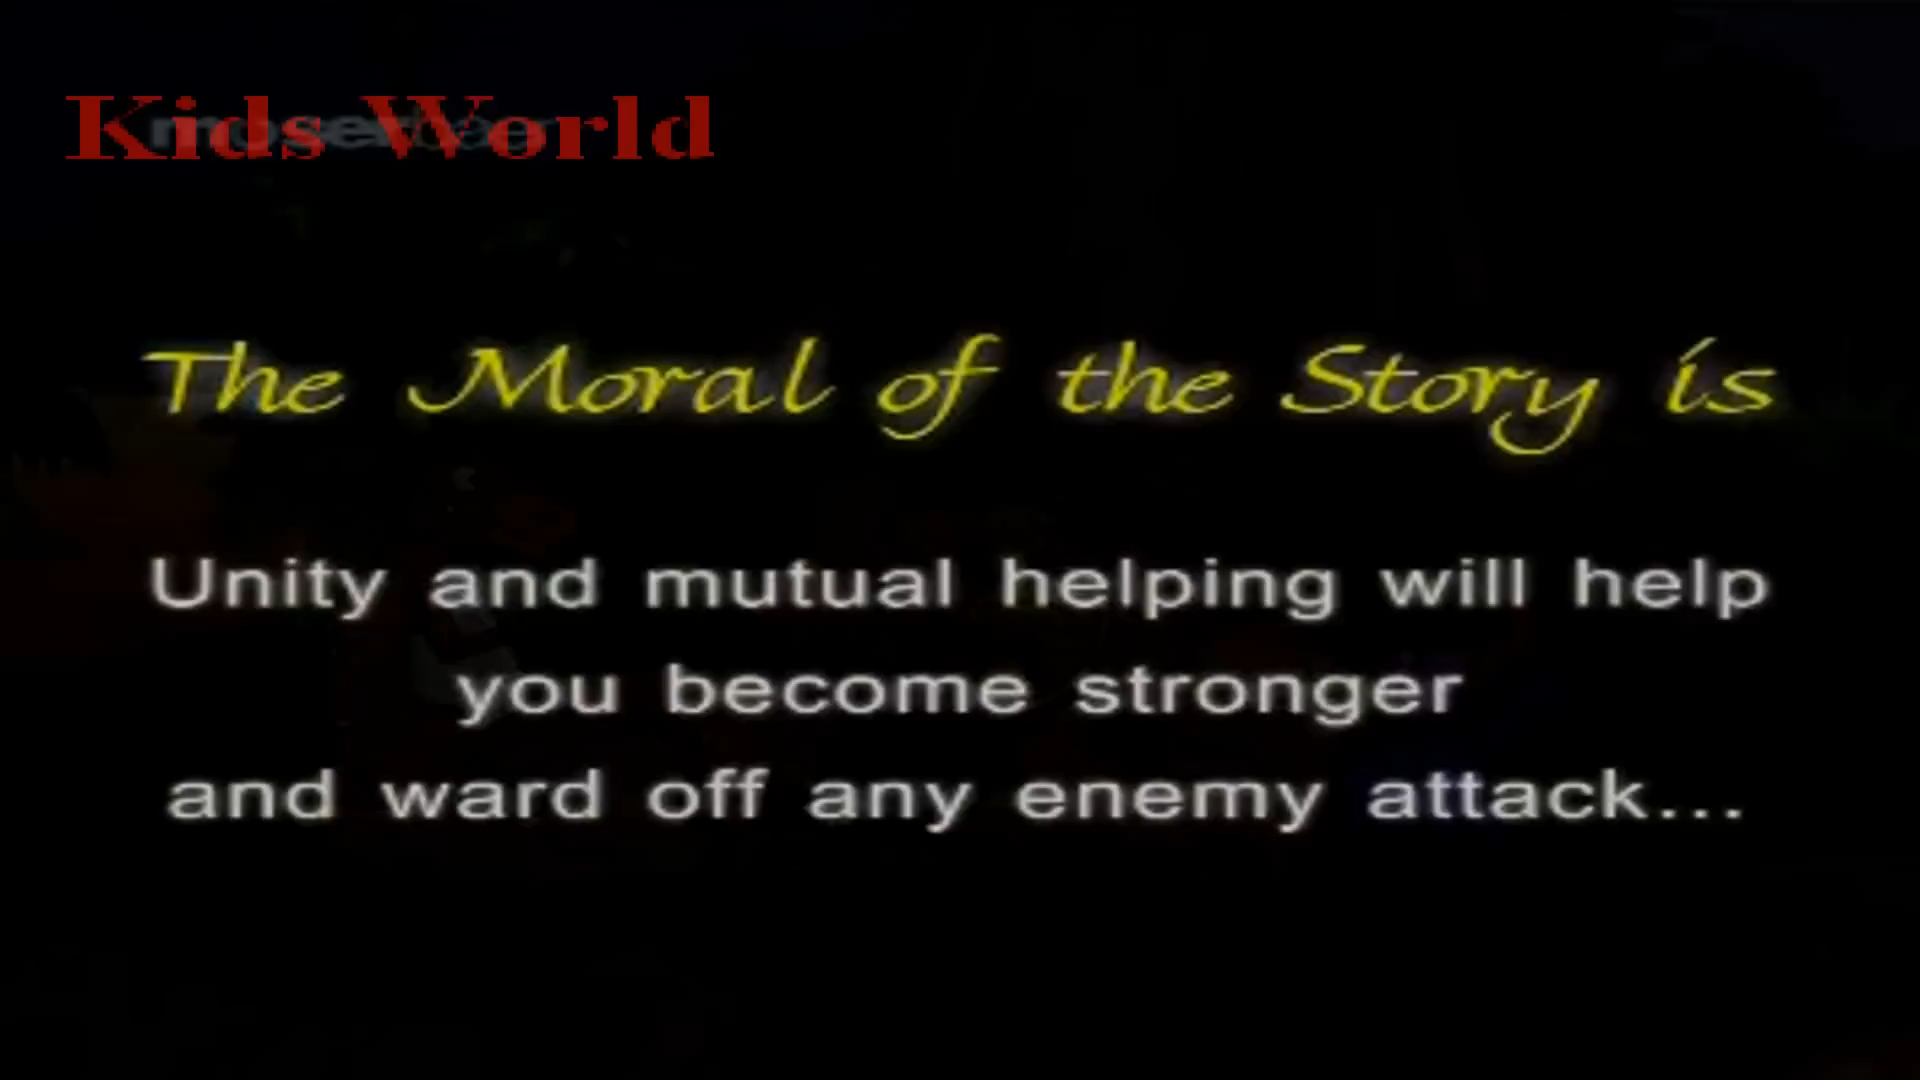 Kids World
The Moral of the Story is
Unity and mutual helping will help
you become stronger
and ward off any enemy attack...